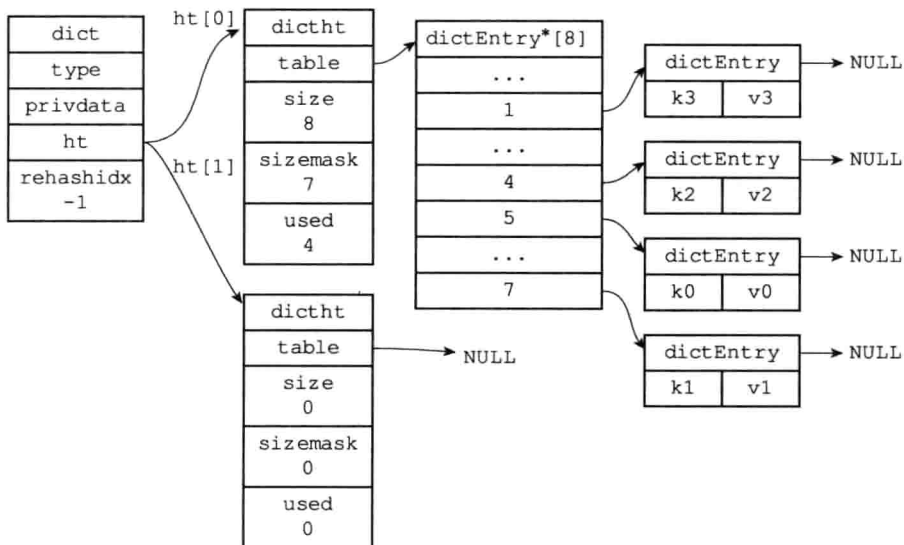 dict
type
privdata
ht
rehashidx
-1
ht[0]
ht[1]
dictht
table
size
8
sizemask
7
used
4
dictht
table
size
0
sizemask
0
used
0
NULL
dictEntry*[8]
...
1
...
4
5
...
7
dictEntry
k3 v3
NULL
dictEntry
k2 v2
NULL
dictEntry
k0 v0
NULL
dictEntry
k1 v1
NULL